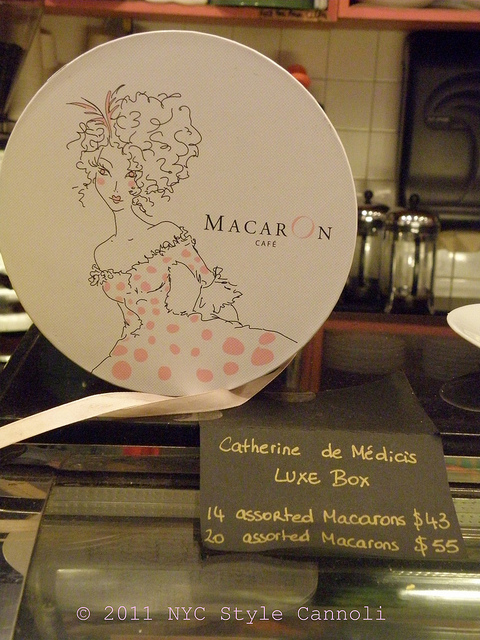 MACARON
CAFÉ
Catherine de Médicis
LUXE BOX
14 assorted Macarons $43
20 assorted Macarons $55
© 2011 NYC Style Cannoli